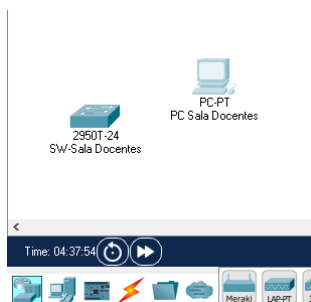 PC-PT
PC Sala Docentes
2950T-24
SW-Sala Docentes
Time: 04:37:54
Meraki
LAP-PT